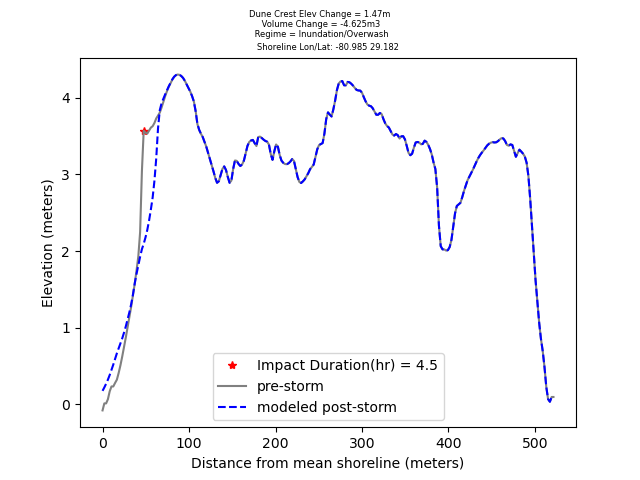 Dune Crest Elev Change = 1.47m
Volume Change = -4.625m3
Regime = Inundation/Overwash
Shoreline Lon/Lat: -80.985 29.182
4
3
2
1
0
Elevation (meters)
Impact Duration(hr) = 4.5
pre-storm
modeled post-storm
0 100 200 300 400 500
Distance from mean shoreline (meters)